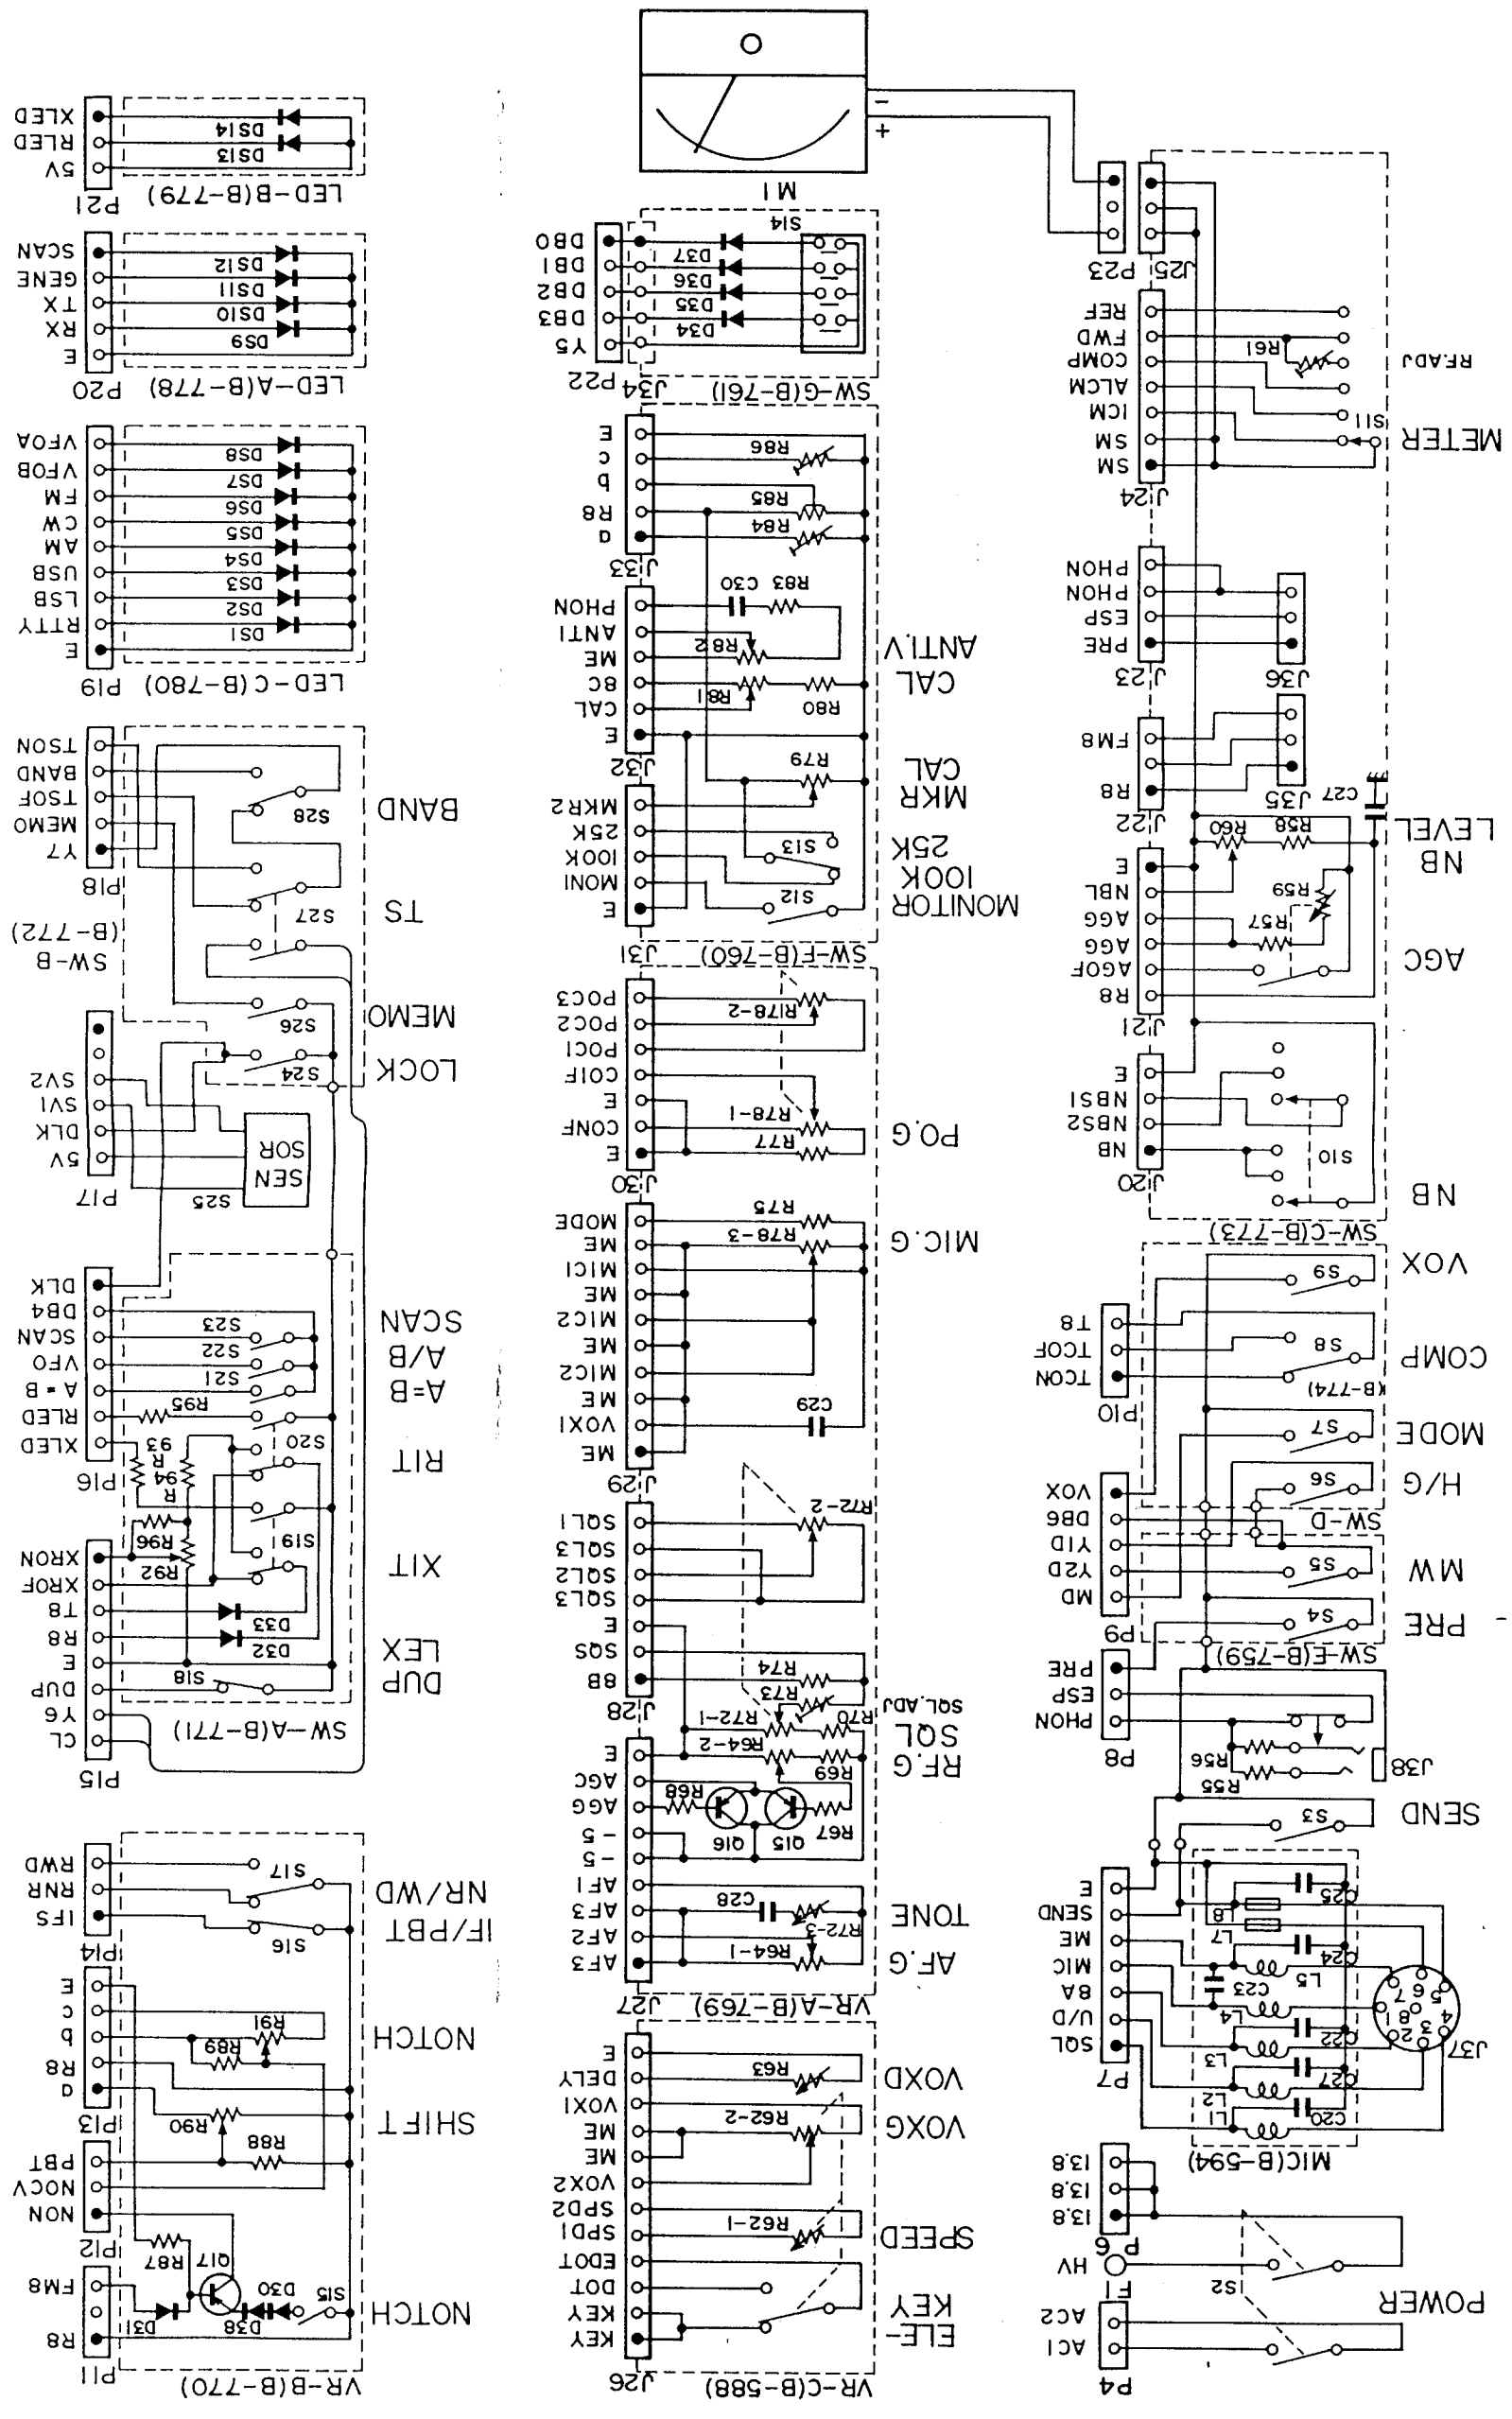 P4
AC1
AC2
POWER
S2
F1
HV
P6
13.8
13.8
13.8
MIC(B-594)
P7
SQL
U/D
8A
MIC
ME
SEND
E
L1
C20
L2
C27
L3
C22
L4
C23
L5
C24
L7
L8
C25
J37
1
2
3
4
5
6
7
8
SEND
S3
P8
PHON
ESP
PRE
R55
R56
J38
SW-E(B-759)
PRE
S4
MW
S5
SW-D
(B-774)
P9
MD
Y2D
Y1D
DB6
VOX
H/G
S6
MODE
S7
P10
TCON
TCOF
T8
COMP
S8
VOX
S9
SW-C(B-773)
NB
S10
J20
NB
NBS2
NBS1
E
J21
R8
AGOF
AGG
AGG
NBL
E
AGC
R57
R59
NB
LEVEL
R58
R60
C27
J22
R8
FM8
J35
J23
PRE
ESP
PHON
PHON
J36
METER
S11
J24
SM
SM
ICM
ALCM
COMP
FWD
REF
RF.ADJ
R61
J25
P23
+
-
M1
VR-C(B-588)
J26
KEY
KEY
DOT
EDOT
SPD1
SPD2
VOX2
ME
ME
VOX1
DELY
E
ELE-
KEY
SPEED
R62-1
VOXG
R62-2
VOXD
R63
VR-A(B-769)
J27
AF3
AF2
AF3
AF1
-5
-5
AGG
AGC
E
AF.G
R64-1
TONE
R72-3
C28
Q15
Q16
R67
R68
R69
RF.G
R64-2
SQL
R72-1
R70
SQL.ADJ
R73
R74
J28
8B
SQS
E
SQL3
SQL2
SQL3
SQL1
R72-2
J29
ME
VOX1
ME
MIC2
ME
MIC2
ME
MIC1
ME
MODE
C29
MIC.G
R78-3
R75
J30
E
CONF
E
COIF
POC1
POC2
POC3
PO.G
R77
R78-1
R178-2
SW-F(B-760)
J31
E
MONI
100K
25K
MKR2
MONITOR
S12
100K
25K
S13
MKR
CAL
R79
J32
E
CAL
8C
ME
ANTI
PHON
CAL
R80
R81
ANTI.V
R82
R83
C30
J33
a
R8
b
c
E
R84
R85
R86
SW-G(B-761)
J34
P22
Y5
DB3
DB2
DB1
DB0
D34
D35
D36
D37
S14
VR-B(B-770)
P11
R8
FM8
NOTCH
S15
D30
D38
D31
Q17
R87
P12
NON
NOCV
PBT
P13
a
R8
b
c
E
SHIFT
R88
R90
NOTCH
R89
R91
P14
IFS
RNR
RWD
IF/PBT
S16
NR/WD
S17
SW-A(B-771)
P15
CL
Y6
DUP
E
R8
T8
XROF
XRON
DUP
LEX
S18
D32
D33
XIT
S19
R92
R96
R
94
R
93
RIT
S20
R95
P16
XLED
RLED
A=B
VFO
SCAN
DB4
DLK
A=B
S21
A/B
S22
SCAN
S23
P17
5V
DLK
SV1
SV2
S25
SEN
SOR
LOCK
S24
MEMO
S26
SW-B
(B-772)
TS
S27
BAND
S28
P18
Y7
MEMO
TSOF
BAND
TSON
LED-C(B-780)
P19
E
RTTY
LSB
USB
AM
CW
FM
VFOB
VFOA
DS1
DS2
DS3
DS4
DS5
DS6
DS7
DS8
LED-A(B-778)
P20
E
RX
TX
GENE
SCAN
DS9
DS10
DS11
DS12
LED-B(B-779)
P21
5V
RLED
XLED
DS13
DS14